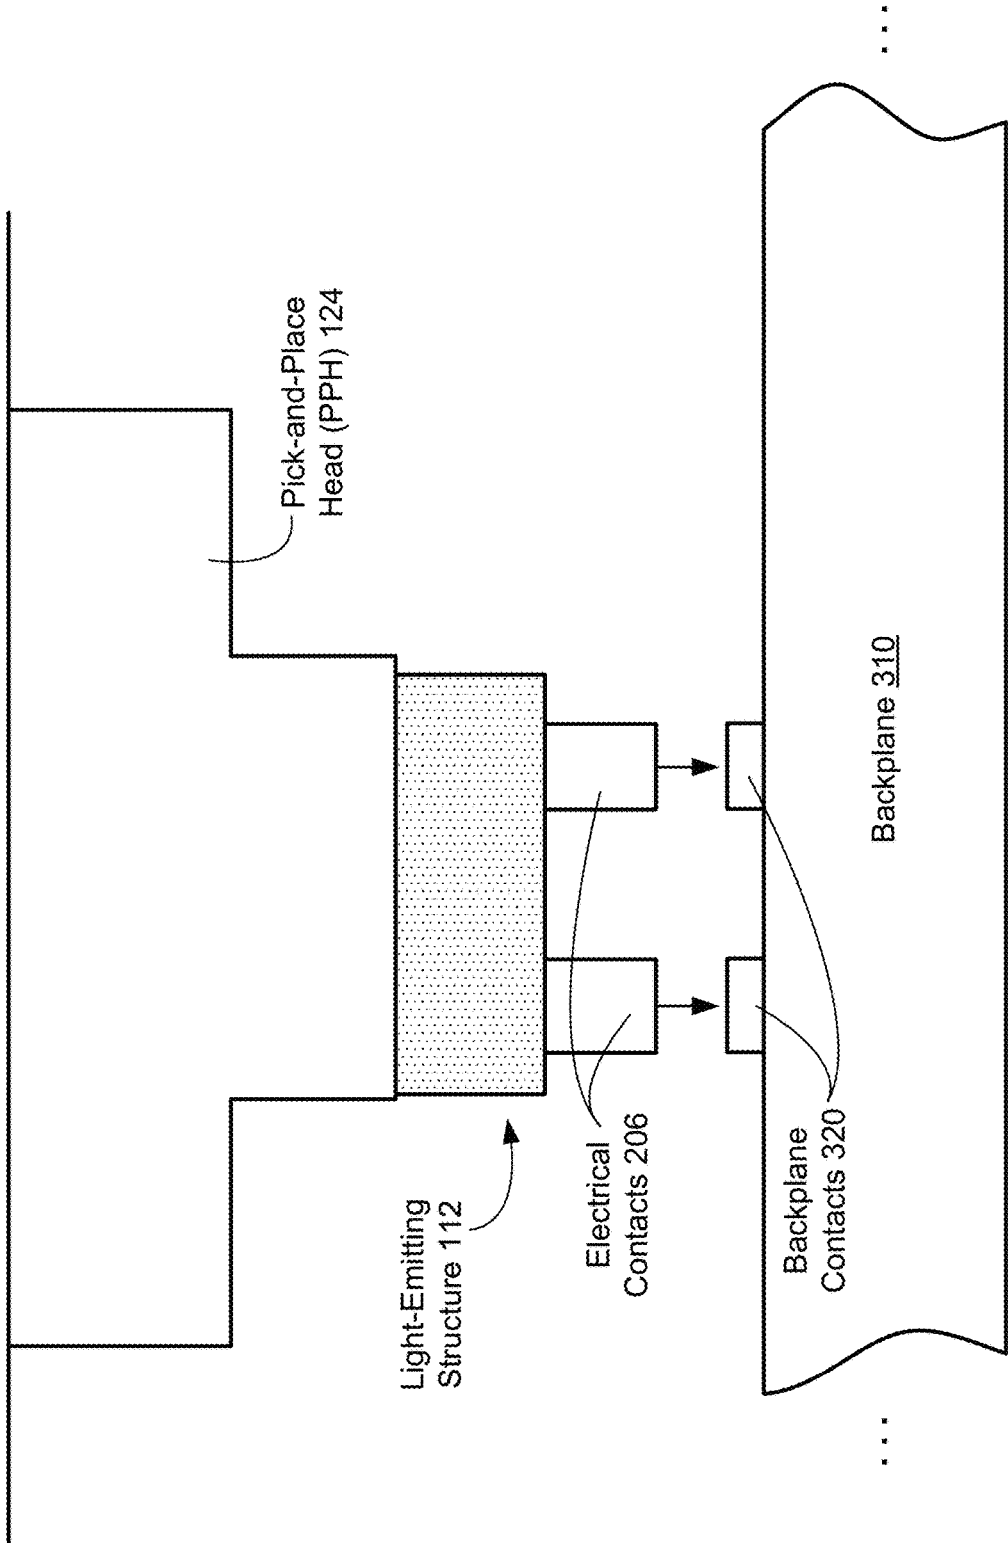 Pick-and-Place
Head (PPH) 124
Light-Emitting
Structure 112
Electrical
Contacts 206
Backplane
Contacts 320
Backplane 310
...
...